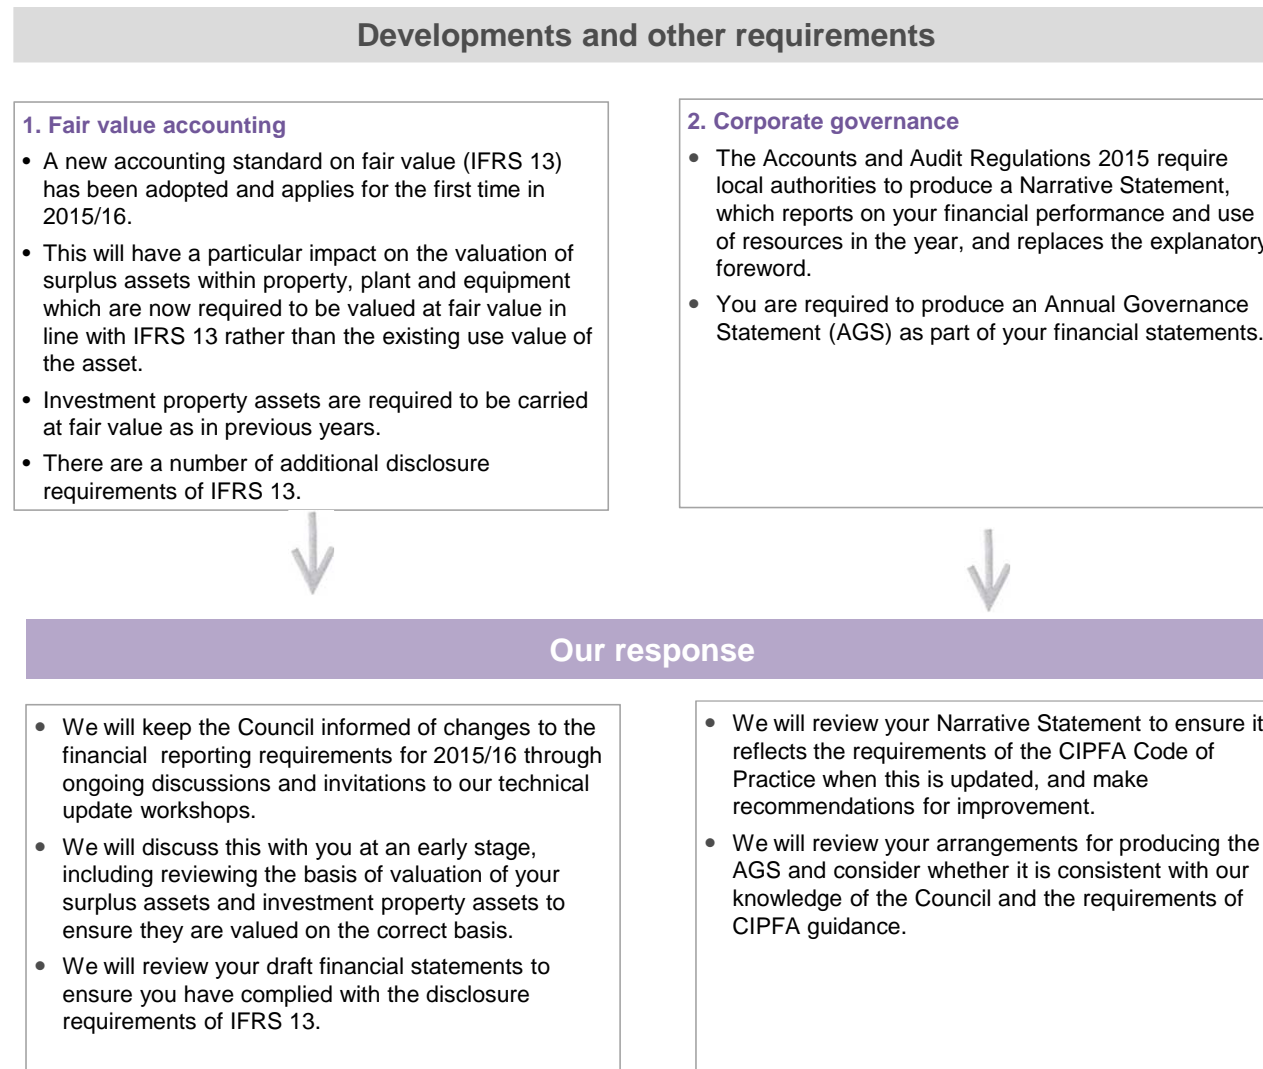 Developments and other requirements
1. Fair value accounting
• A new accounting standard on fair value (IFRS 13)
has been adopted and applies for the first time in
2015/16.
• This will have a particular impact on the valuation of
surplus assets within property, plant and equipment
which are now required to be valued at fair value in
line with IFRS 13 rather than the existing use value of
the asset.
• Investment property assets are required to be carried
at fair value as in previous years.
• There are a number of additional disclosure
requirements of IFRS 13.
2. Corporate governance
• The Accounts and Audit Regulations 2015 require
local authorities to produce a Narrative Statement,
which reports on your financial performance and use
of resources in the year, and replaces the explanatory
foreword.
• You are required to produce an Annual Governance
Statement (AGS) as part of your financial statements.
Our response
• We will keep the Council informed of changes to the
financial reporting requirements for 2015/16 through
ongoing discussions and invitations to our technical
update workshops.
• We will discuss this with you at an early stage,
including reviewing the basis of valuation of your
surplus assets and investment property assets to
ensure they are valued on the correct basis.
• We will review your draft financial statements to
ensure you have complied with the disclosure
requirements of IFRS 13.
• We will review your Narrative Statement to ensure it
reflects the requirements of the CIPFA Code of
Practice when this is updated, and make
recommendations for improvement.
• We will review your arrangements for producing the
AGS and consider whether it is consistent with our
knowledge of the Council and the requirements of
CIPFA guidance.